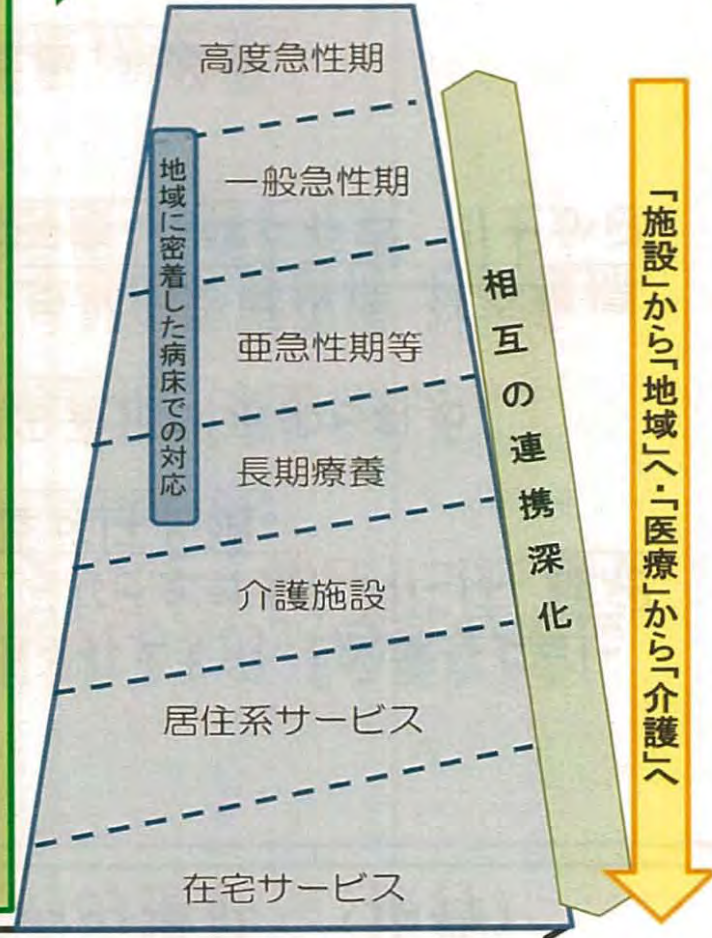 高度急性期
一般急性期
亜急性期等
長期療養
介護施設
居住系サービス
在宅サービス
地域に密着した病床での対応
相互の連携深化
「施設」から「地域」へ・「医療」から「介護」へ